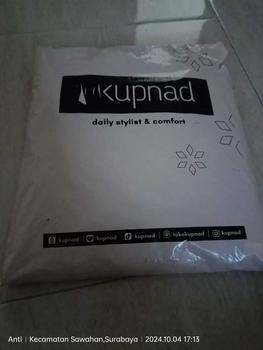 kupnad
daily stylist & comfort
kupnad | kupnad | kupnad | tokokupnad | kupnad
Anti | Kecamatan Sawahan,Surabaya | 2024.10.04 17:13